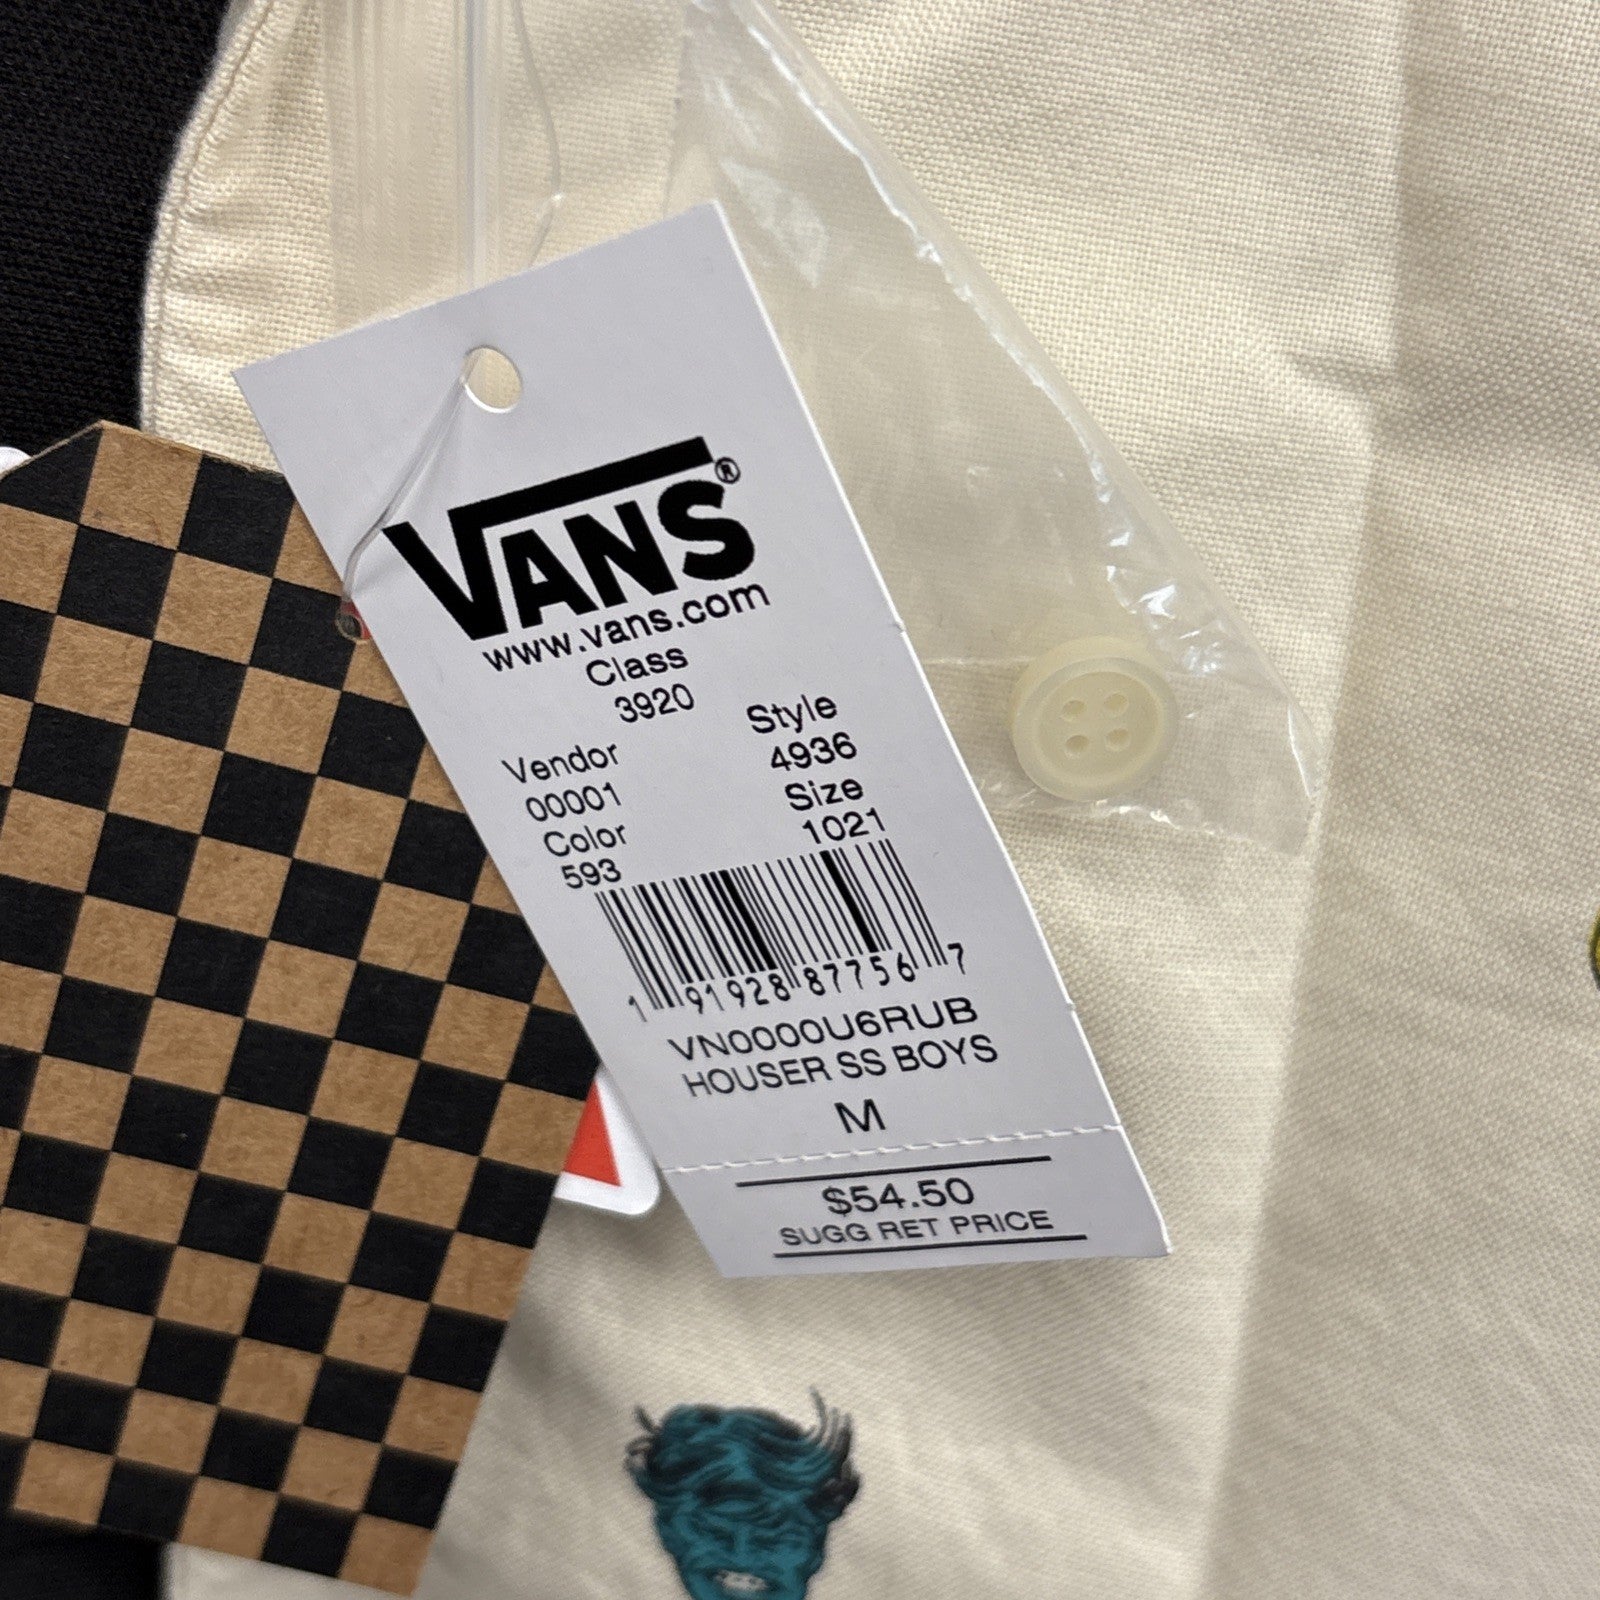 VANS®
www.vans.com
Class
3920
Vendor
00001
Style
4936
Color
593
Size
1021
1 91928 87756 7
VN0000U6RUB
HOUSER SS BOYS
M
$54.50
SUGG RET PRICE